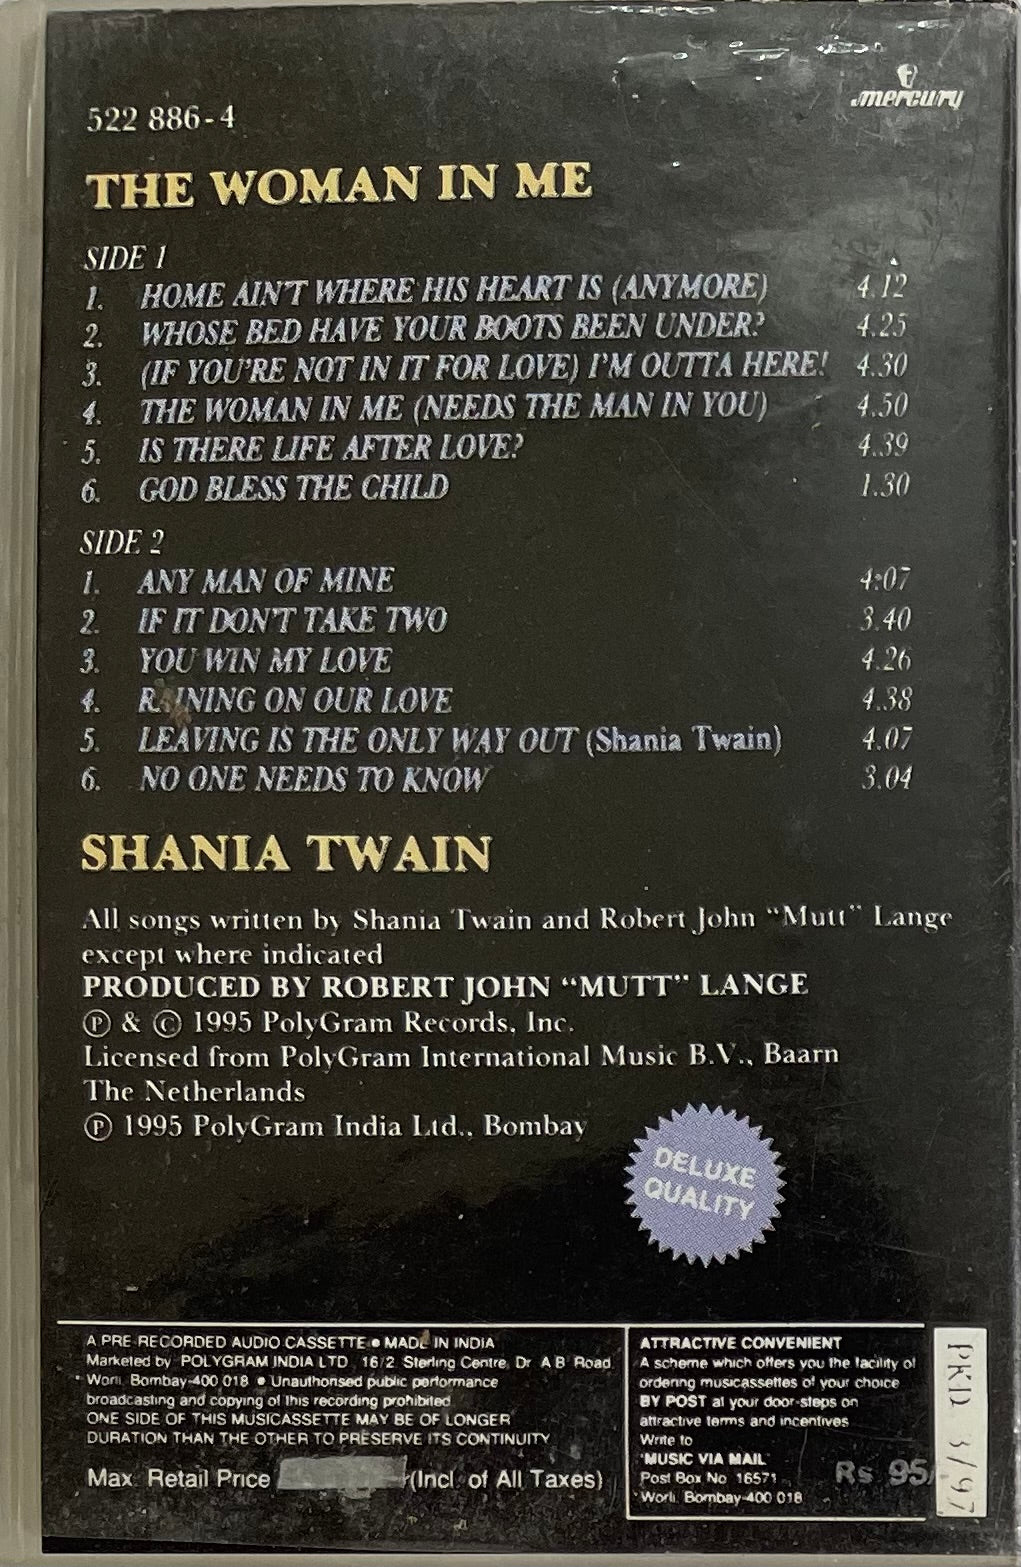 mercury
522 886-4
THE WOMAN IN ME
SIDE 1
1. HOME AIN'T WHERE HIS HEART IS (ANYMORE) 4.12
2. WHOSE BED HAVE YOUR BOOTS BEEN UNDER? 4.25
3. (IF YOU'RE NOT IN IT FOR LOVE) I'M OUTTA HERE! 4.30
4. THE WOMAN IN ME (NEEDS THE MAN IN YOU) 4.50
5. IS THERE LIFE AFTER LOVE? 4.39
6. GOD BLESS THE CHILD 1.30
SIDE 2
1. ANY MAN OF MINE 4:07
2. IF IT DON'T TAKE TWO 3.40
3. YOU WIN MY LOVE 4.26
4. RAINING ON OUR LOVE 4.38
5. LEAVING IS THE ONLY WAY OUT (Shania Twain) 4.07
6. NO ONE NEEDS TO KNOW 3.04
SHANIA TWAIN
All songs written by Shania Twain and Robert John “Mutt” Lange
except where indicated
PRODUCED BY ROBERT JOHN “MUTT” LANGE
Ⓟ & © 1995 PolyGram Records, Inc.
Licensed from PolyGram International Music B.V., Baarn
The Netherlands
Ⓟ 1995 PolyGram India Ltd., Bombay
DELUXE
QUALITY
A PRE-RECORDED AUDIO CASSETTE ● MADE IN INDIA
Marketed by POLYGRAM INDIA LTD 16/2 Sterling Centre, Dr A B Road
Worli Bombay-400 018 ● Unauthorised public performance
broadcasting and copying of this recording prohibited
ONE SIDE OF THIS MUSICASSETTE MAY BE OF LONGER
DURATION THAN THE OTHER TO PRESERVE ITS CONTINUITY
Max Retail Price (Incl of All Taxes)
ATTRACTIVE CONVENIENT
A scheme which offers you the facility of
ordering musicassettes of your choice
BY POST at your door-steps on
attractive terms and incentives
Write to
'MUSIC VIA MAIL'
Post Box No 16571
Worli Bombay-400 018
Rs 95/-
PKD 3/97